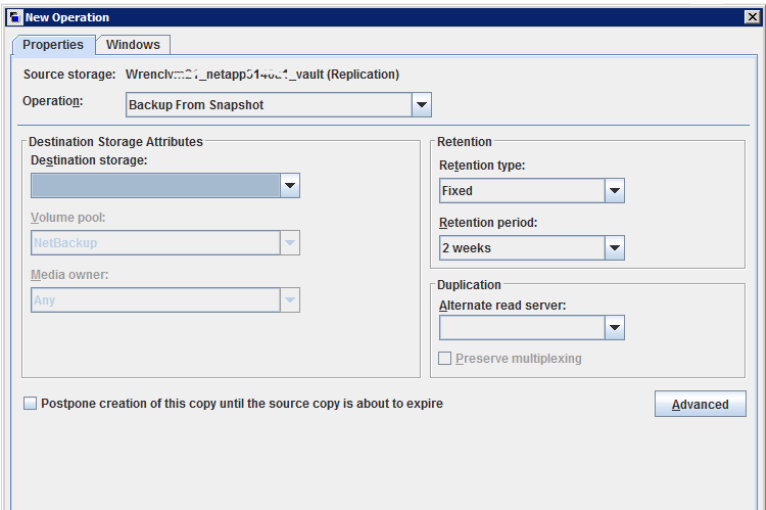 New Operation
Properties
Windows
Source storage: (Replication)
Operation:
Backup From Snapshot
Destination Storage Attributes
Destination storage:
Volume pool:
NetBackup
Media owner:
Any
Retention
Retention type:
Fixed
Retention period:
2 weeks
Duplication
Alternate read server:
Preserve multiplexing
Postpone creation of this copy until the source copy is about to expire
Advanced